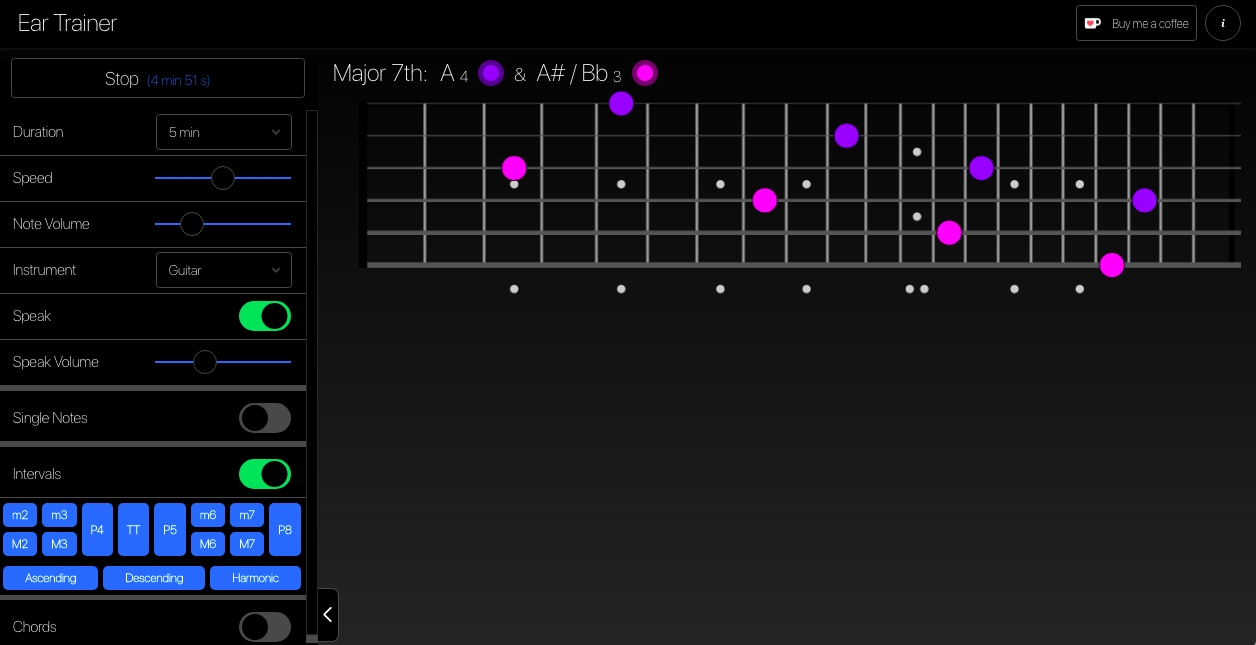 Ear Trainer
Buy me a coffee
i
Stop (4 min 51 s)
Major 7th: A 4 & A# / Bb 3
Duration 5 min
Speed
Note Volume
Instrument Guitar
Speak
Speak Volume
Single Notes
Intervals
m2 m3 P4 TT P5 m6 m7 P8
M2 M3 M6 M7
Ascending Descending Harmonic
Chords